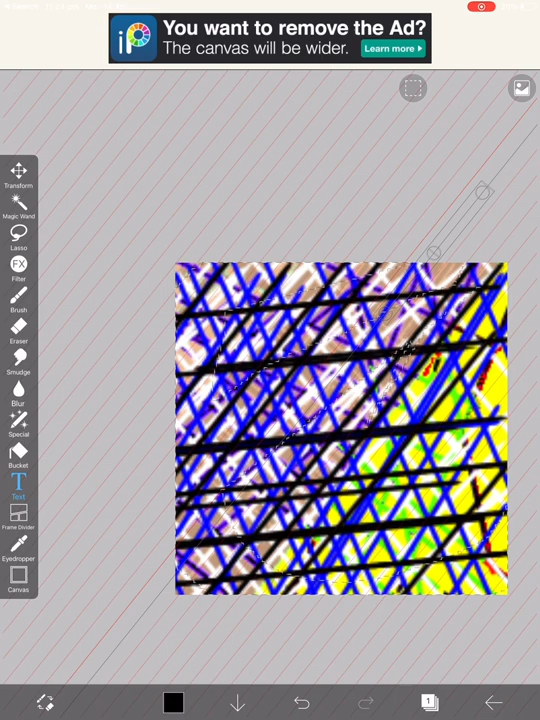 You want to remove the Ad?
The canvas will be wider.
Learn more
iP
Transform
Magic Wand
Lasso
FX
Filter
Brush
Eraser
Smudge
Blur
Special
Bucket
T
Text
Frame Divider
Eyedropper
Canvas
1